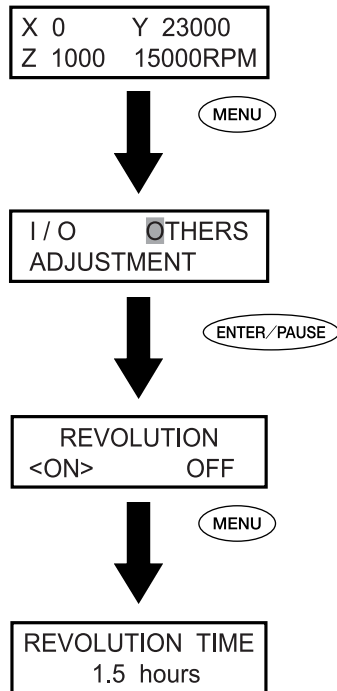 X 0 Y 23000
Z 1000 15000RPM
MENU
I / O OTHERS
ADJUSTMENT
ENTER/PAUSE
REVOLUTION
<ON> OFF
MENU
REVOLUTION TIME
1.5 hours